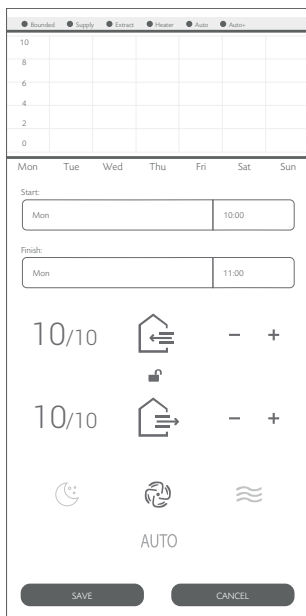 Bounded Supply Extract Heater Auto Auto+
10
8
6
4
2
0
Mon Tue Wed Thu Fri Sat Sun
Start:
Mon 10:00
Finish:
Mon 11:00
10/10 − +
10/10 − +
AUTO
SAVE CANCEL